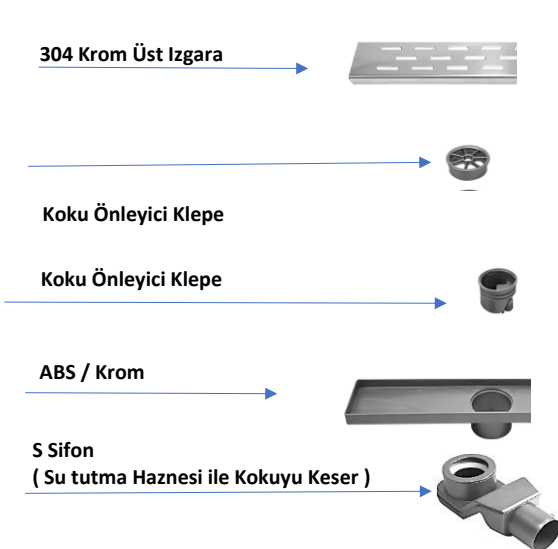 304 Krom Üst Izgara
Koku Önleyici Klepe
Koku Önleyici Klepe
ABS / Krom
S Sifon
( Su tutma Haznesi ile Kokuyu Keser )